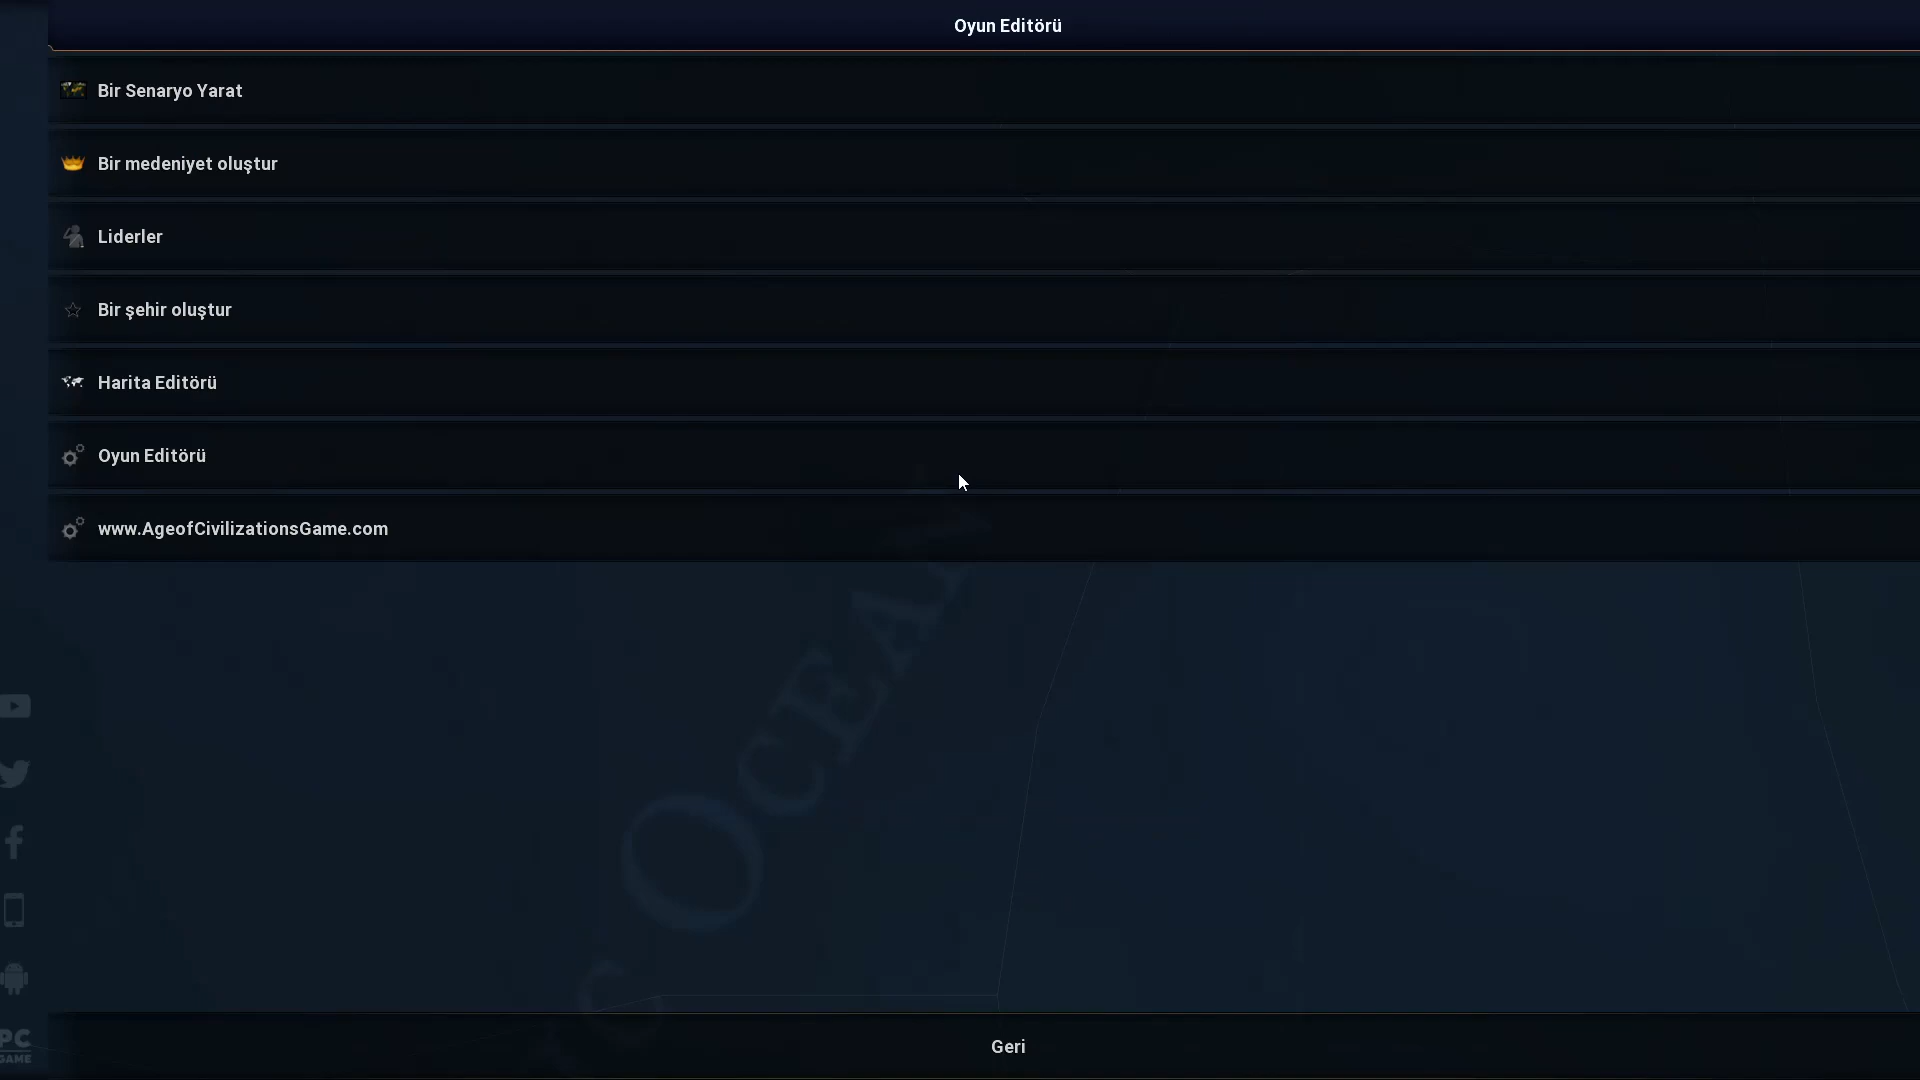 Oyun Editörü
Bir Senaryo Yarat
Bir medeniyet oluştur
Liderler
Bir şehir oluştur
Harita Editörü
Oyun Editörü
www.AgeofCivilizationsGame.com
C OCEAN
PC
GAME
Geri